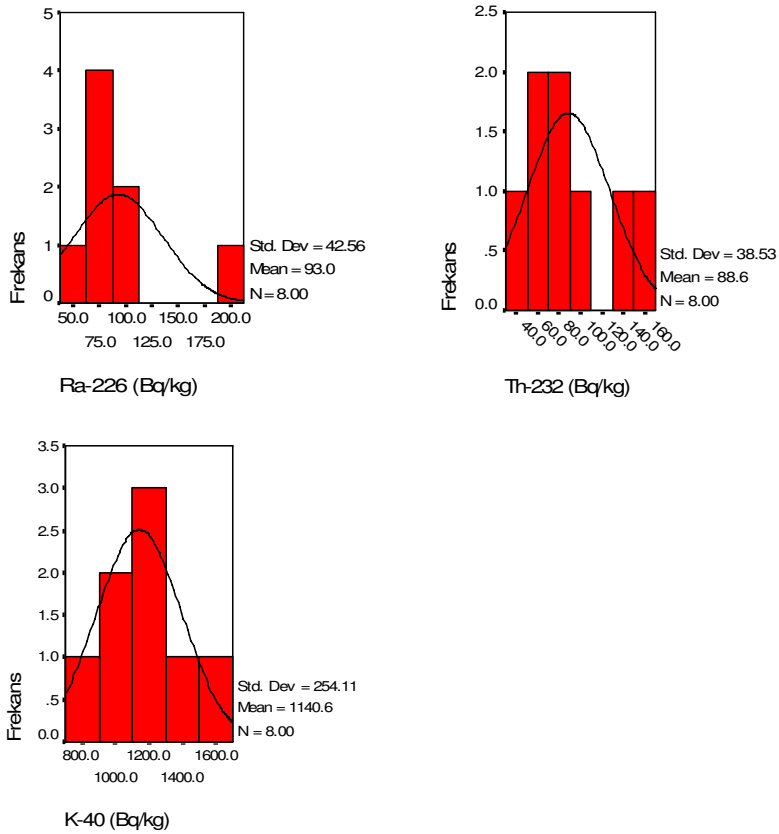 5
4
3
2
1
0
Frekans
50.0 100.0 150.0 200.0
75.0 125.0 175.0
Std. Dev = 42.56
Mean = 93.0
N = 8.00
Ra-226 (Bq/kg)
2.5
2.0
1.5
1.0
.5
0.0
Frekans
40.0 60.0 80.0 100.0 120.0 140.0 160.0
Std. Dev = 38.53
Mean = 88.6
N = 8.00
Th-232 (Bq/kg)
3.5
3.0
2.5
2.0
1.5
1.0
.5
0.0
Frekans
800.0 1200.0 1600.0
1000.0 1400.0
Std. Dev = 254.11
Mean = 1140.6
N = 8.00
K-40 (Bq/kg)